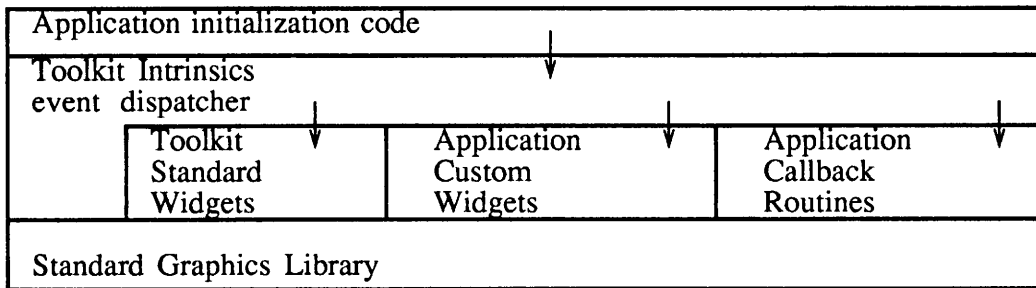 Application initialization code
Toolkit Intrinsics
event dispatcher
Toolkit
Standard
Widgets
Application
Custom
Widgets
Application
Callback
Routines
Standard Graphics Library